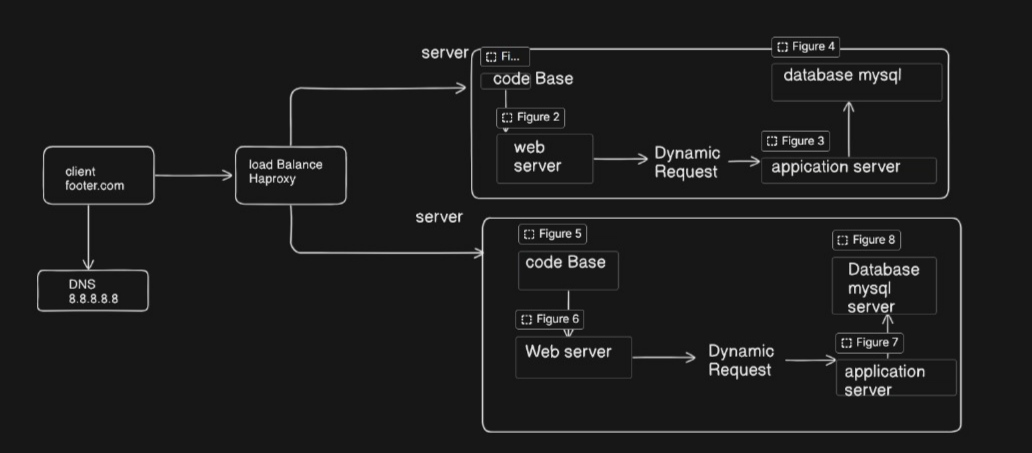 server
Fi...
code Base
Figure 2
web
server
Dynamic
Request
Figure 3
appication server
Figure 4
database mysql
client
footer.com
load Balance
Haproxy
DNS
8.8.8.8.8
server
Figure 5
code Base
Figure 6
Web server
Dynamic
Request
Figure 7
application
server
Figure 8
Database
mysql
server